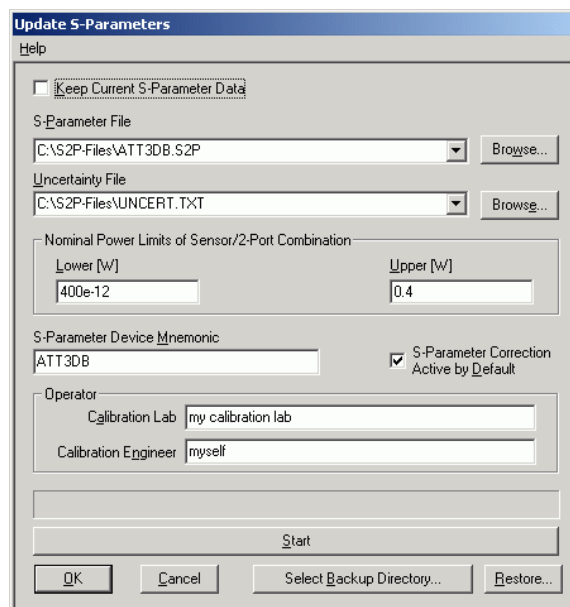 Update S-Parameters
Help
Keep Current S-Parameter Data
S-Parameter File
C:\S2P-Files\ATT3DB.S2P
Browse...
Uncertainty File
C:\S2P-Files\UNCERT.TXT
Browse...
Nominal Power Limits of Sensor/2-Port Combination
Lower [W]
Upper [W]
400e-12
0.4
S-Parameter Device Mnemonic
ATT3DB
S-Parameter Correction
Active by Default
Operator
Calibration Lab
my calibration lab
Calibration Engineer
myself
Start
OK
Cancel
Select Backup Directory...
Restore...